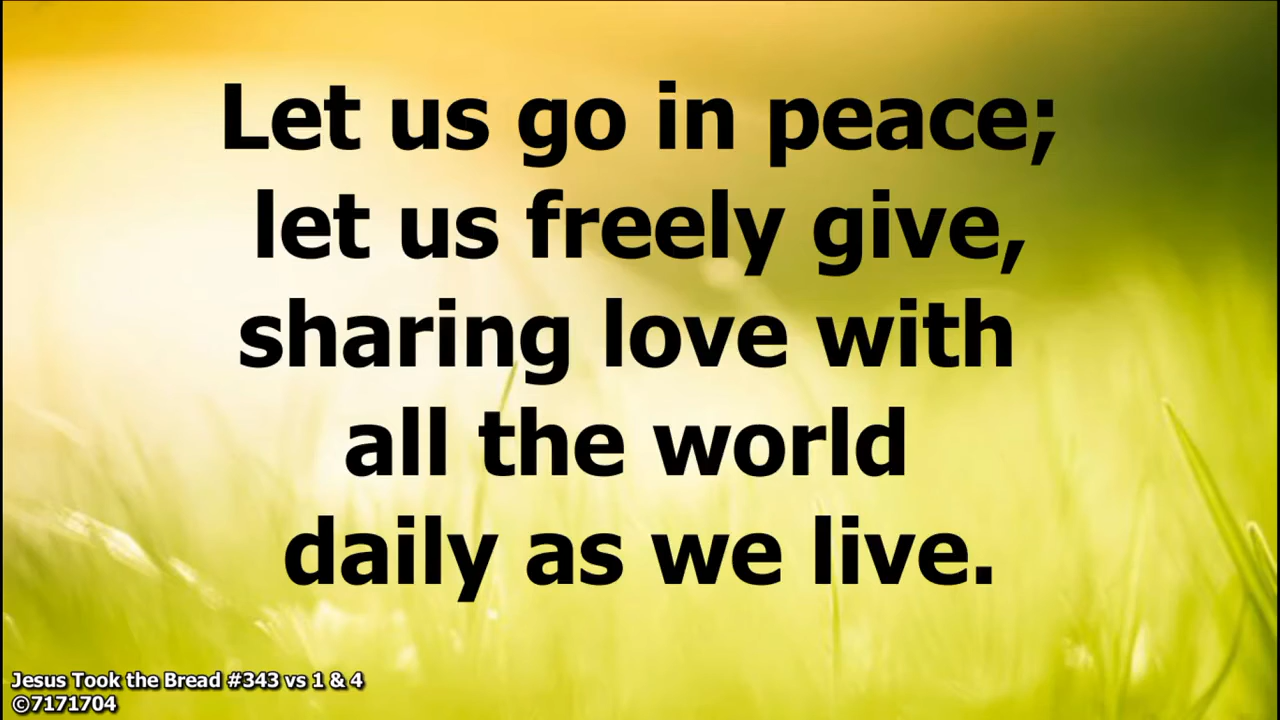 Let us go in peace;
let us freely give,
sharing love with
all the world
daily as we live.
Jesus Took the Bread #343 vs 1 & 4
©7171704